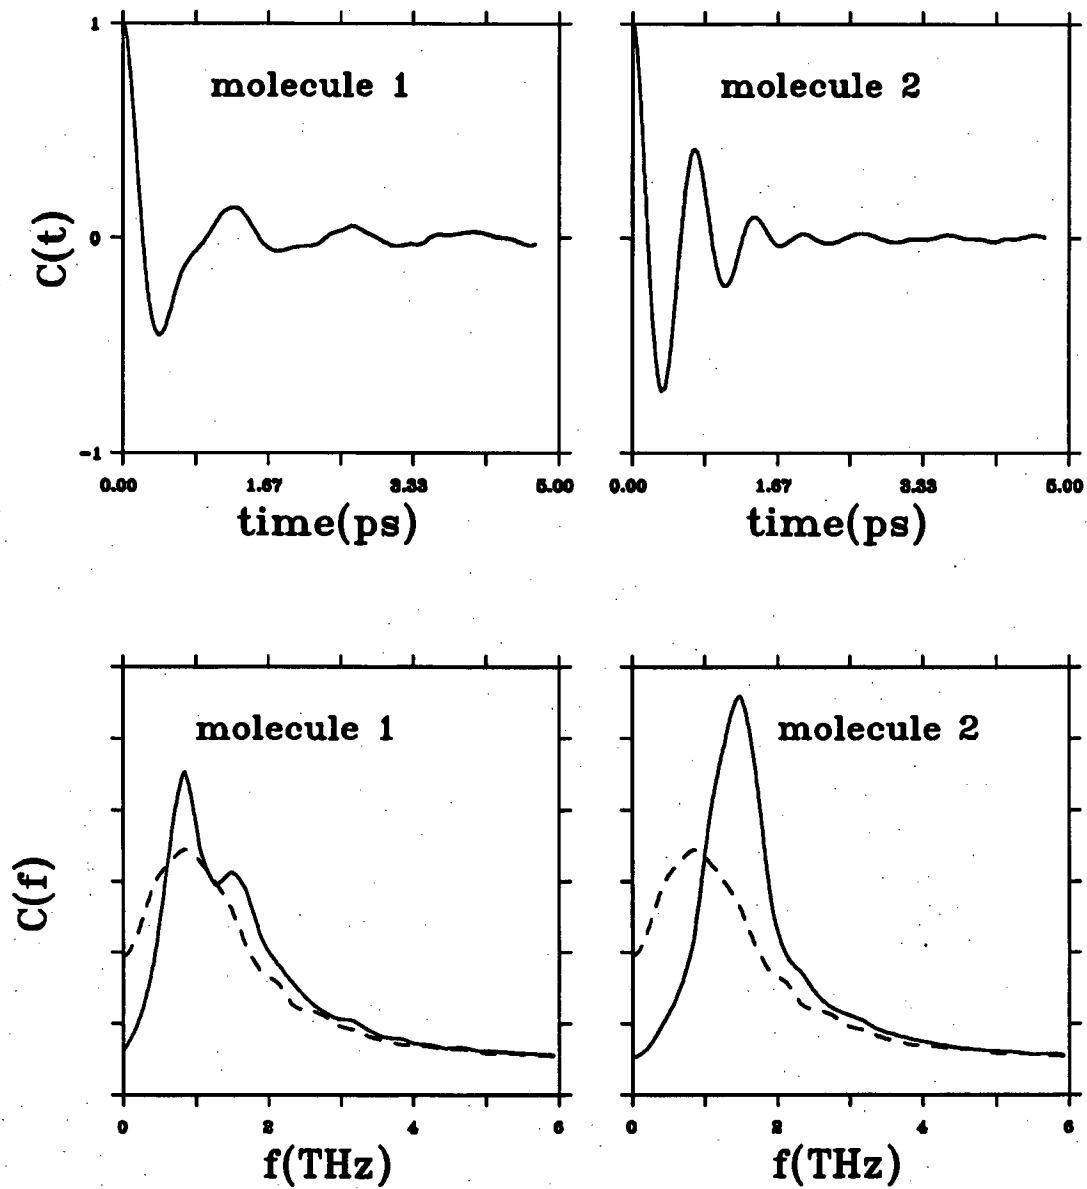 1
molecule 1
molecule 2
C(t)
0
-1
0.00 1.67 3.33 5.00
0.00 1.67 3.33 5.00
time(ps)
time(ps)
molecule 1
molecule 2
C(f)
0 2 4 6
0 2 4 6
f(THz)
f(THz)